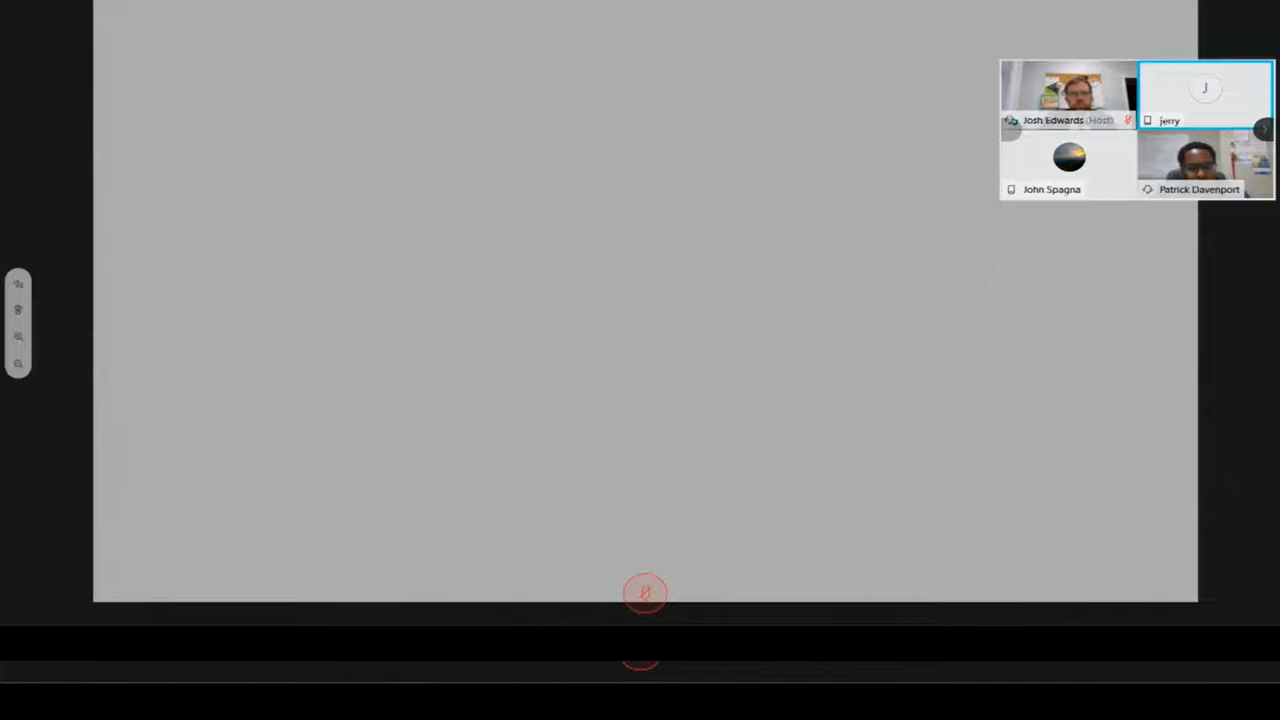 J
Josh Edwards (Host)
jerry
John Spagna
Patrick Davenport